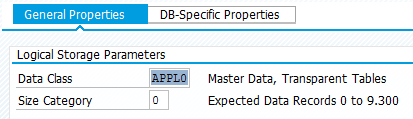 General Properties DB-Specific Properties
Logical Storage Parameters
Data Class APPL0 Master Data, Transparent Tables
Size Category 0 Expected Data Records 0 to 9.300